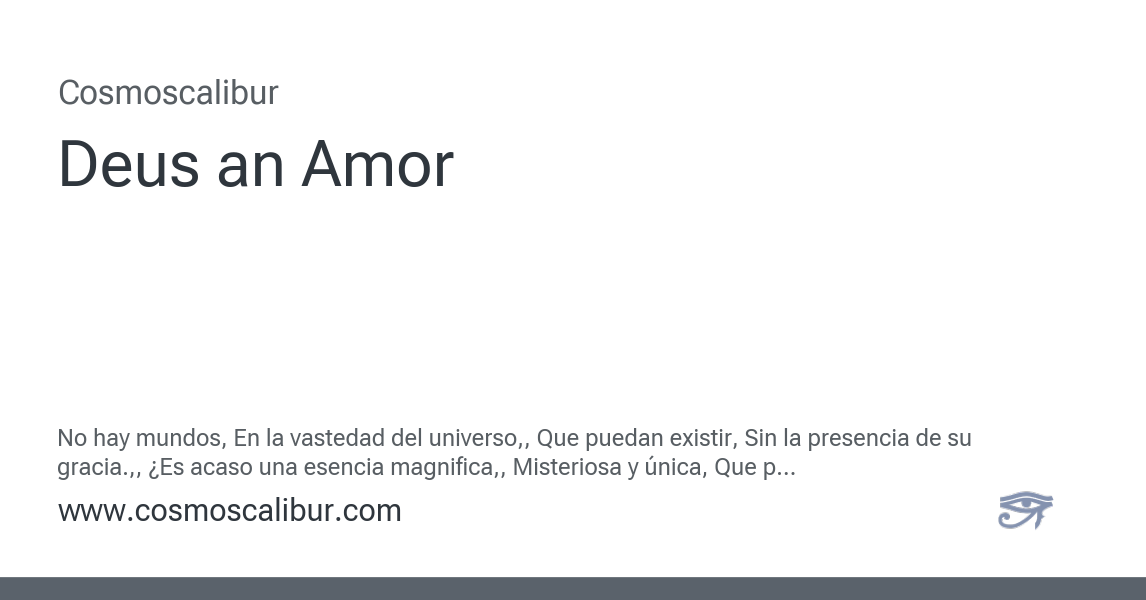 Cosmoscalibur
Deus an Amor
No hay mundos, En la vastedad del universo,, Que puedan existir, Sin la presencia de su
gracia.,, ¿Es acaso una esencia magnifica,, Misteriosa y única, Que p...
www.cosmoscalibur.com